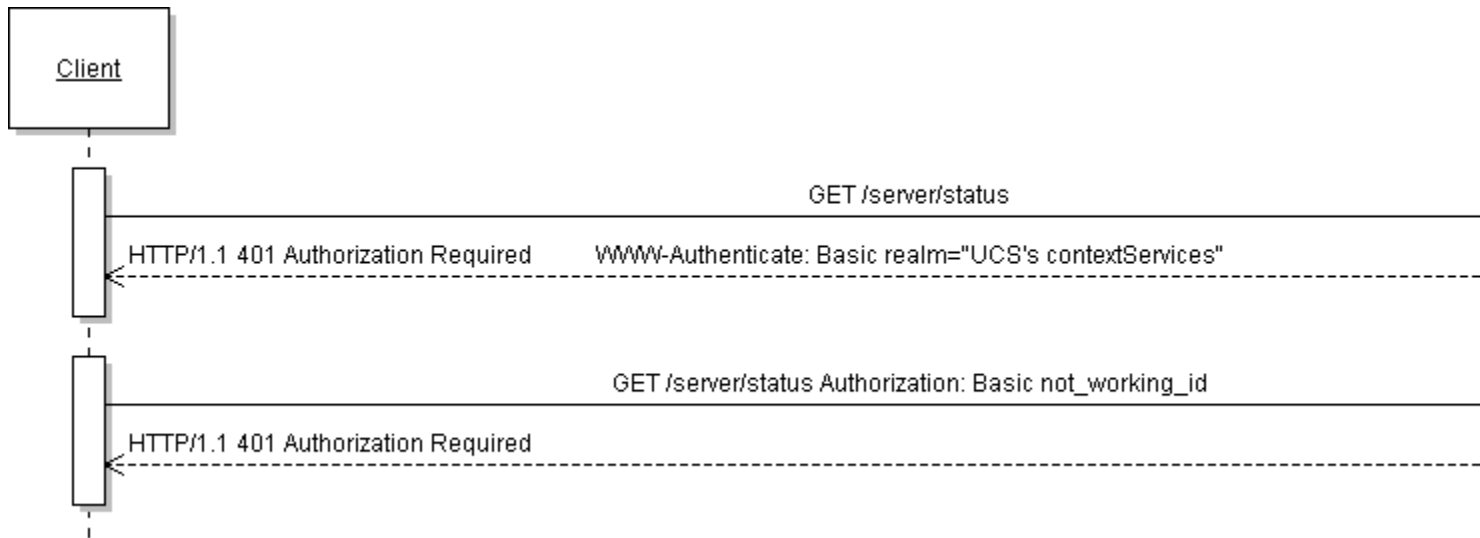 Client
GET /server/status
HTTP/1.1 401 Authorization Required WWW-Authenticate: Basic realm="UCS's contextServices"
GET /server/status Authorization: Basic not_working_id
HTTP/1.1 401 Authorization Required